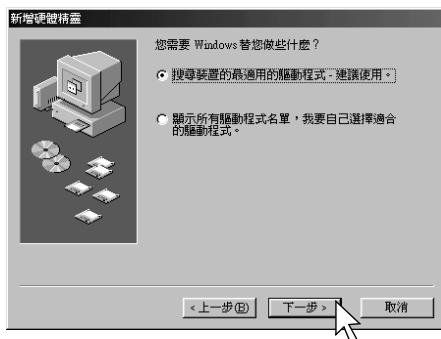 新增硬體精靈
您需要 Windows 替您做些什麼？
搜尋裝置的最適用的驅動程式 - 建議使用。
顯示所有驅動程式名單，我要自己選擇適合
的驅動程式。
<上一步(B)
下一步 >
取消